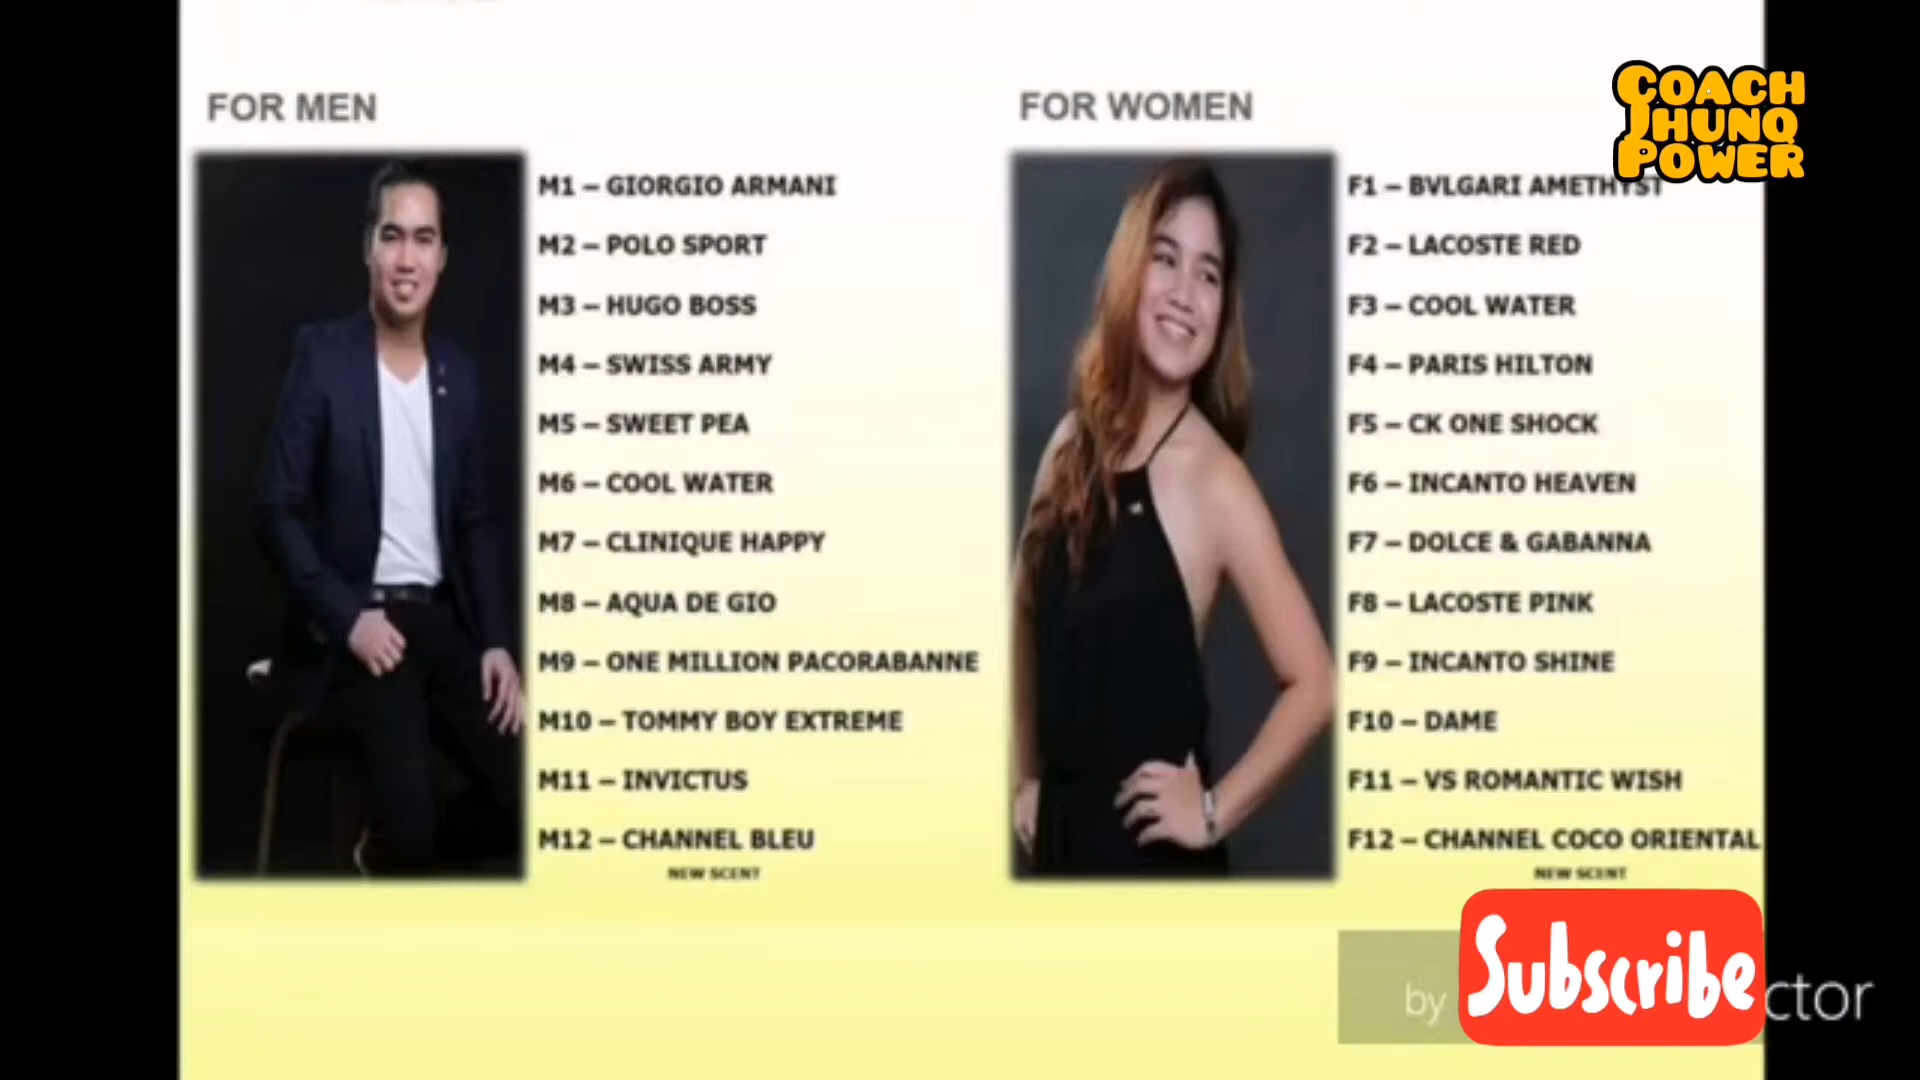 FOR MEN
M1 – GIORGIO ARMANI
M2 – POLO SPORT
M3 – HUGO BOSS
M4 – SWISS ARMY
M5 – SWEET PEA
M6 – COOL WATER
M7 – CLINIQUE HAPPY
M8 – AQUA DE GIO
M9 – ONE MILLION PACORABANNE
M10 – TOMMY BOY EXTREME
M11 – INVICTUS
M12 – CHANNEL BLEU
NEW SCENT
FOR WOMEN
F1 – BVLGARI AMETHYST
F2 – LACOSTE RED
F3 – COOL WATER
F4 – PARIS HILTON
F5 – CK ONE SHOCK
F6 – INCANTO HEAVEN
F7 – DOLCE & GABANNA
F8 – LACOSTE PINK
F9 – INCANTO SHINE
F10 – DAME
F11 – VS ROMANTIC WISH
F12 – CHANNEL COCO ORIENTAL
NEW SCENT
COACH
JHUNQ
POWER
Subscribe
by